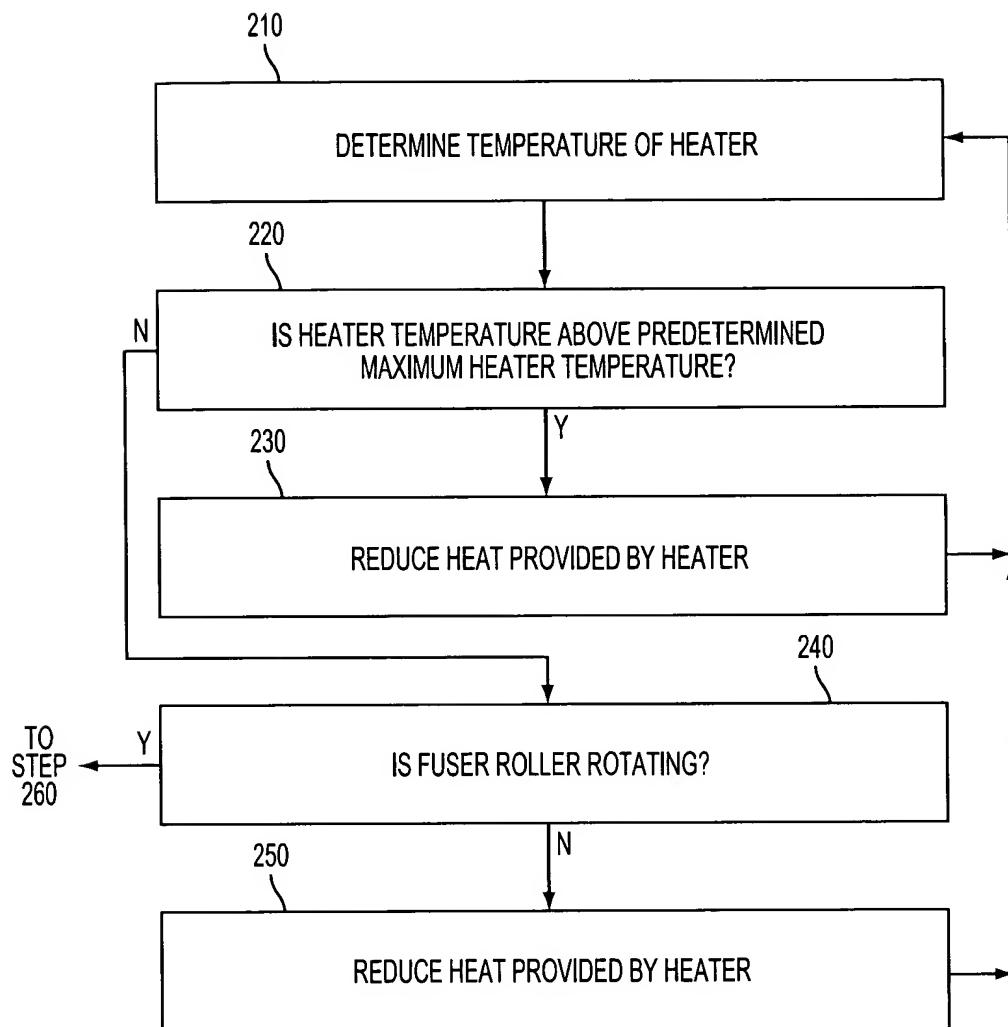 210
DETERMINE TEMPERATURE OF HEATER
220
N
IS HEATER TEMPERATURE ABOVE PREDETERMINED
MAXIMUM HEATER TEMPERATURE?
Y
230
REDUCE HEAT PROVIDED BY HEATER
240
TO
STEP
260
Y
IS FUSER ROLLER ROTATING?
N
250
REDUCE HEAT PROVIDED BY HEATER